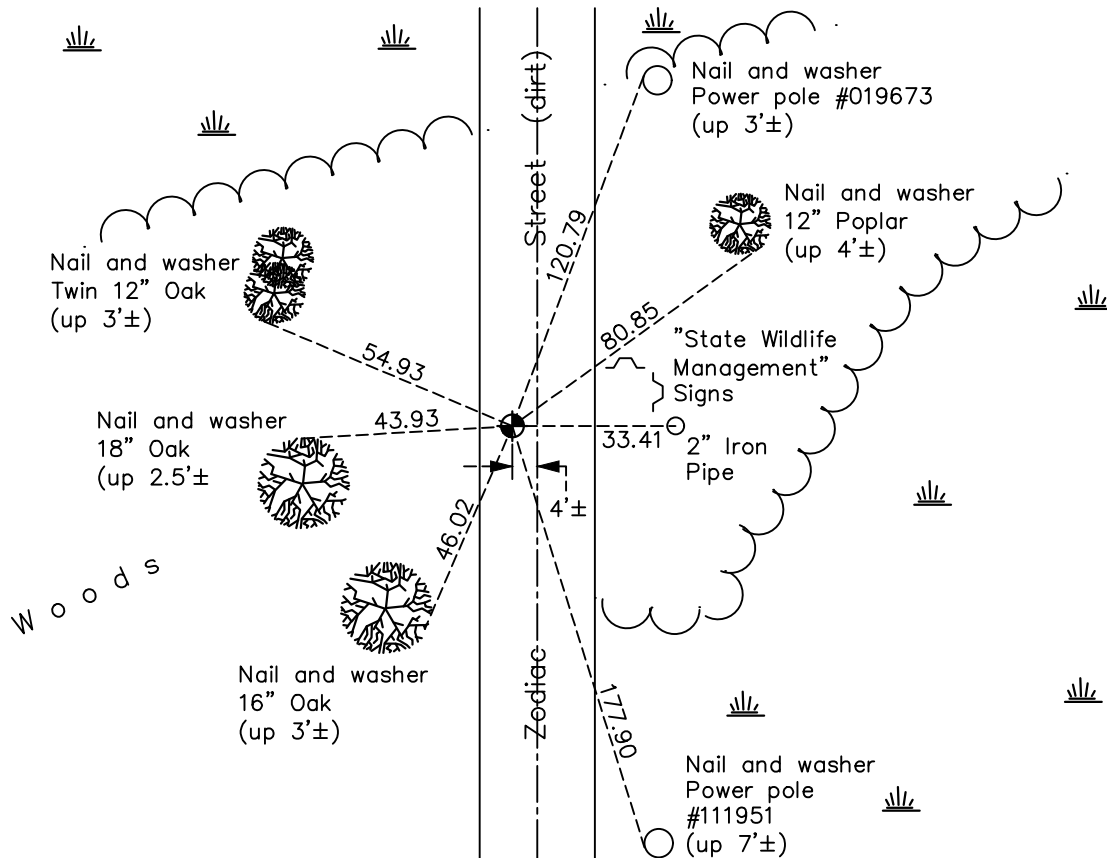 Nail and washer
Power pole #019673
(up 3'±)
Nail and washer
12" Poplar
(up 4'±)
Nail and washer
Twin 12" Oak
(up 3'±)
Street (dirt)
120.79
80.85
54.93
"State Wildlife
Management"
Signs
Nail and washer
18" Oak
(up 2.5'±
43.93
33.41
2" Iron
Pipe
4'±
46.02
Woods
Nail and washer
16" Oak
(up 3'±)
Zodiac
177.90
Nail and washer
Power pole
#111951
(up 7'±)